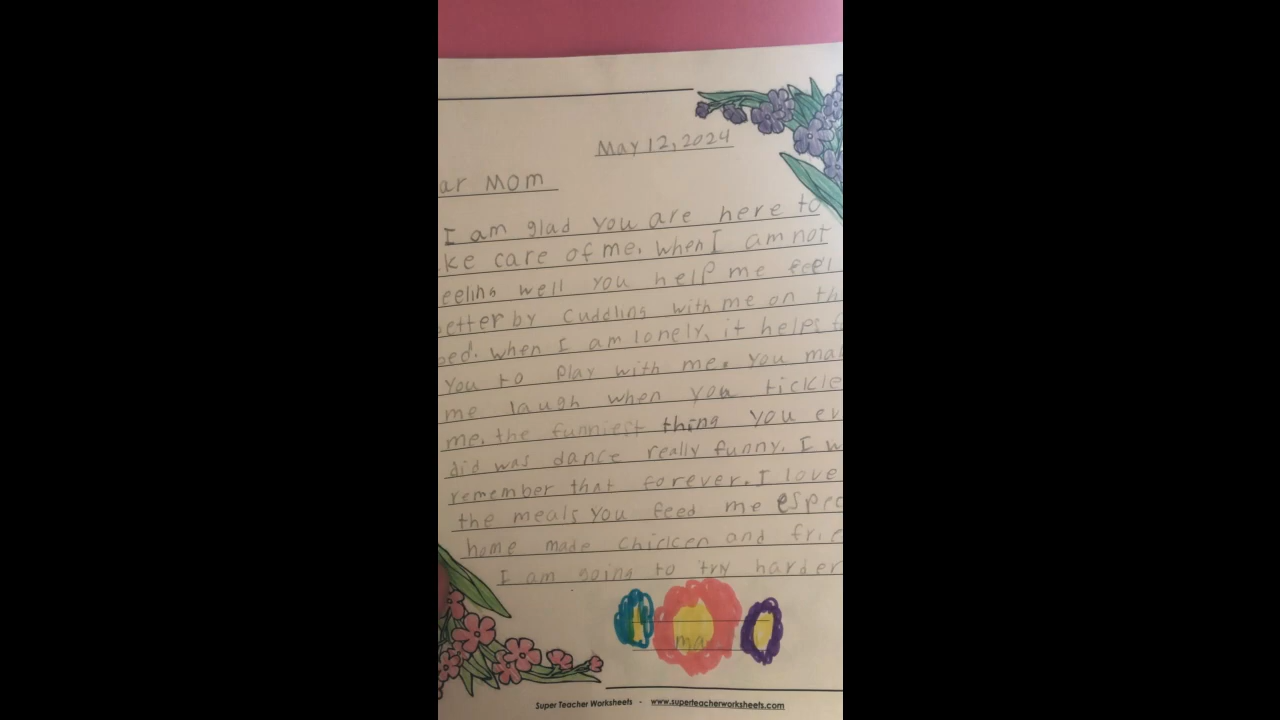 May 12, 2024
ar Mom
I am glad you are here to
ke care of me. when I am not
eeling well you help me feel
etter by cuddling with me on th
bed. when I am lonely, it helps f
you to play with me. you mak
me laugh when you tickle
me. the funniest thing you ev
did was dance really funny. I w
remember that forever. I love
the meals you feed me espec
home made chicken and frie
I am going to try harder
ma
Super Teacher Worksheets - www.superteacherworksheets.com